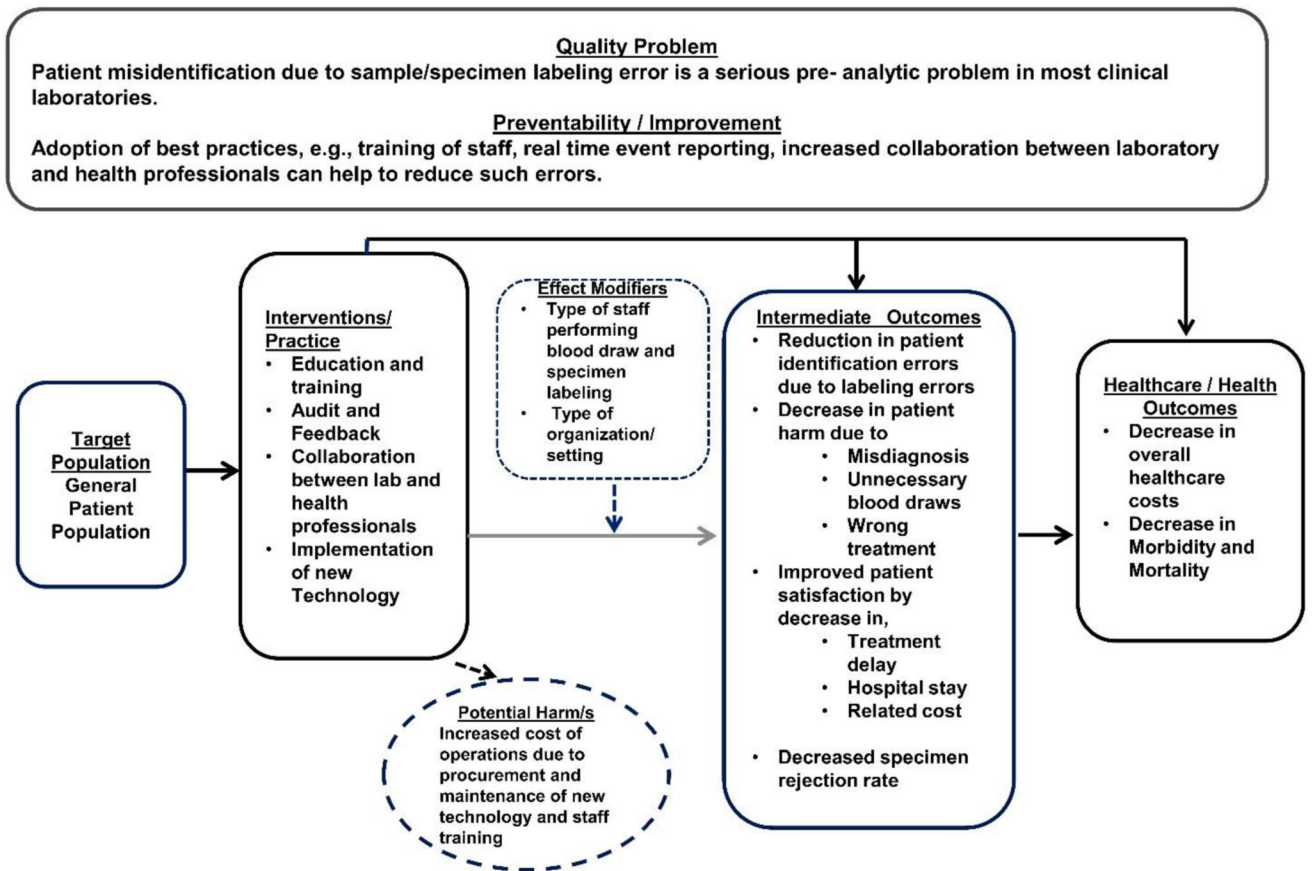 Quality Problem
Patient misidentification due to sample/specimen labeling error is a serious pre- analytic problem in most clinical
laboratories.
Preventability / Improvement
Adoption of best practices, e.g., training of staff, real time event reporting, increased collaboration between laboratory
and health professionals can help to reduce such errors.
Target
Population
General
Patient
Population
Interventions/
Practice
• Education and
training
• Audit and
Feedback
• Collaboration
between lab and
health
professionals
• Implementation
of new
Technology
Effect Modifiers
• Type of staff
performing
blood draw and
specimen
labeling
• Type of
organization/
setting
Potential Harm/s
Increased cost of
operations due to
procurement and
maintenance of new
technology and staff
training
Intermediate Outcomes
• Reduction in patient
identification errors
due to labeling errors
• Decrease in patient
harm due to
• Misdiagnosis
• Unnecessary
blood draws
• Wrong
treatment
• Improved patient
satisfaction by
decrease in,
• Treatment
delay
• Hospital stay
• Related cost
• Decreased specimen
rejection rate
Healthcare / Health
Outcomes
• Decrease in
overall
healthcare
costs
• Decrease in
Morbidity and
Mortality